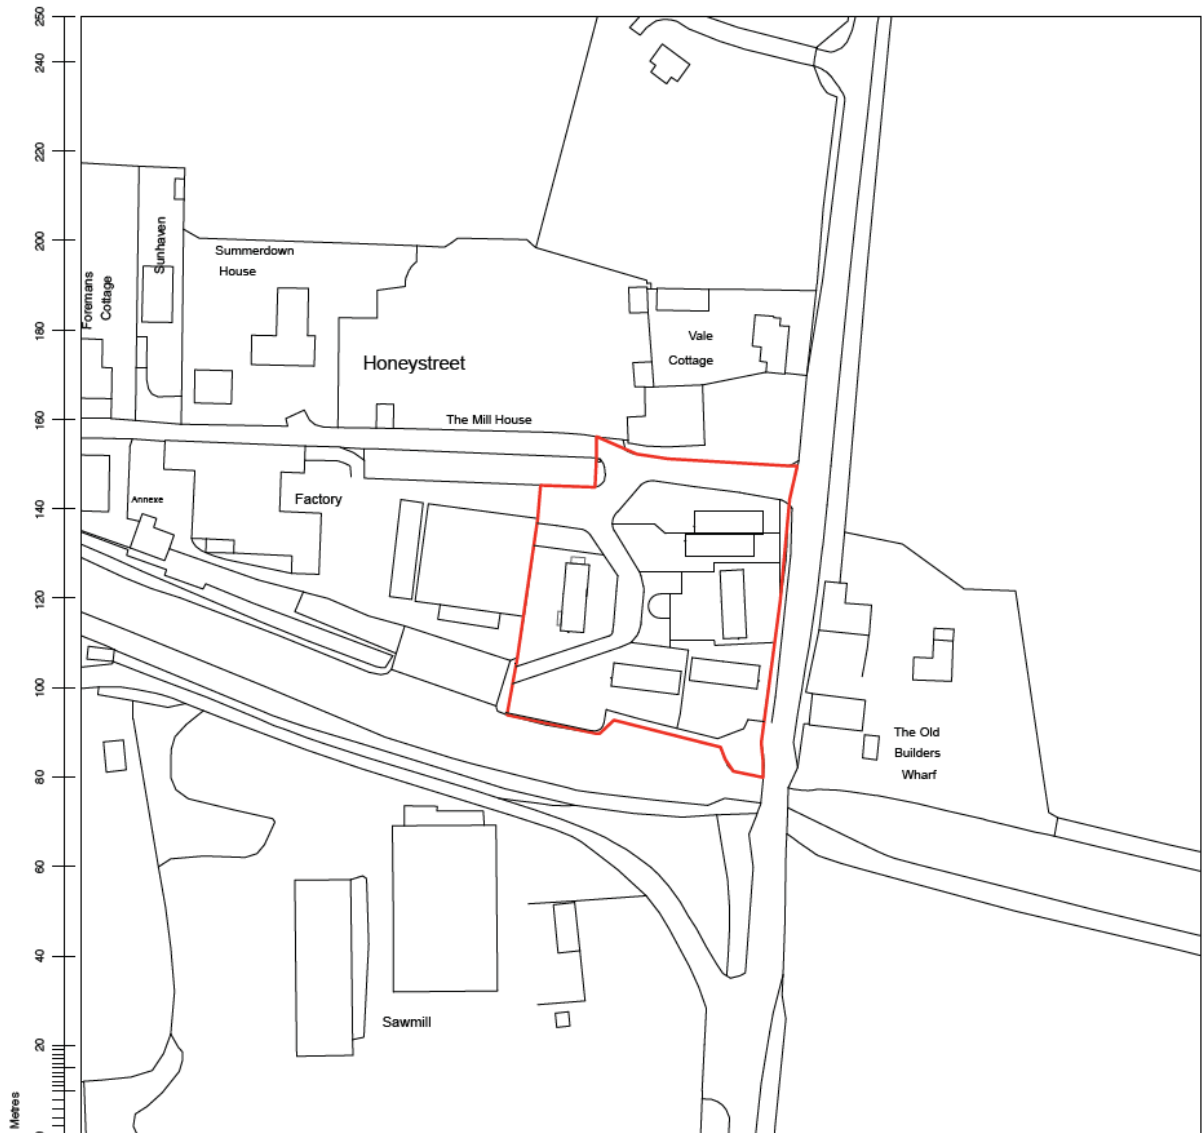 250
240
220
200
180
160
140
120
100
80
60
40
20
0
Metres
Foremans
Cottage
Sunhaven
Summerdown
House
Honeystreet
The Mill House
Vale
Cottage
Annexe
Factory
The Old
Builders
Wharf
Sawmill